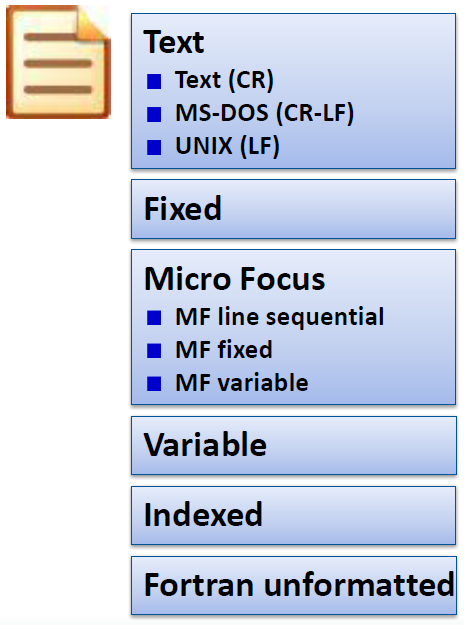 Text
Text (CR)
MS-DOS (CR-LF)
UNIX (LF)
Fixed
Micro Focus
MF line sequential
MF fixed
MF variable
Variable
Indexed
Fortran unformatted